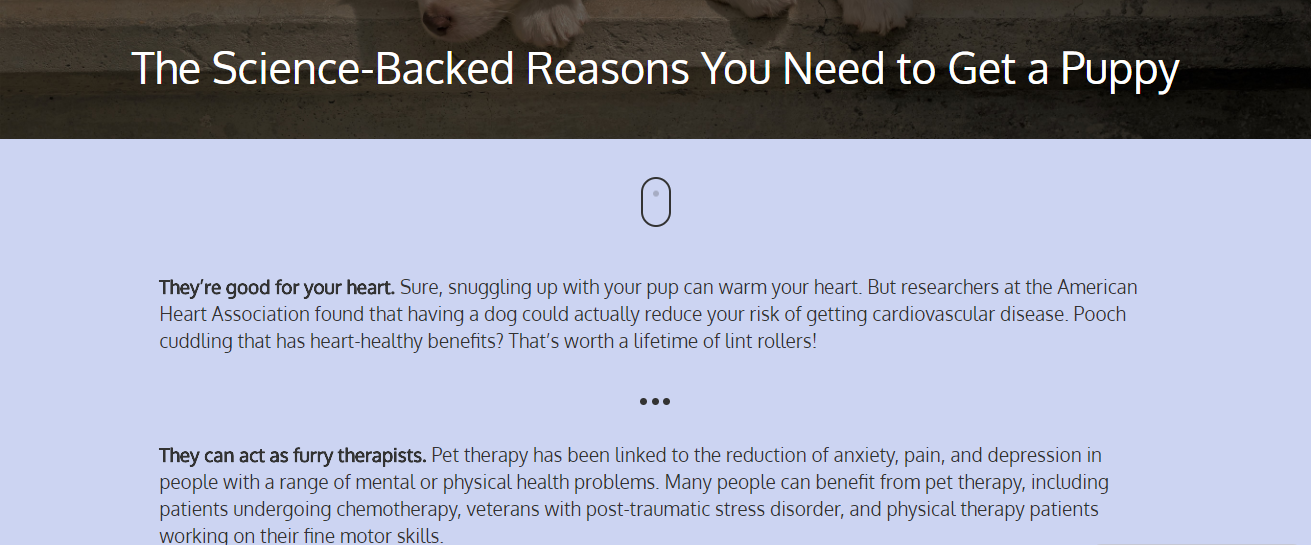 The Science-Backed Reasons You Need to Get a Puppy
They’re good for your heart. Sure, snuggling up with your pup can warm your heart. But researchers at the American
Heart Association found that having a dog could actually reduce your risk of getting cardiovascular disease. Pooch
cuddling that has heart-healthy benefits? That’s worth a lifetime of lint rollers!
•••
They can act as furry therapists. Pet therapy has been linked to the reduction of anxiety, pain, and depression in
people with a range of mental or physical health problems. Many people can benefit from pet therapy, including
patients undergoing chemotherapy, veterans with post-traumatic stress disorder, and physical therapy patients
working on their fine motor skills.